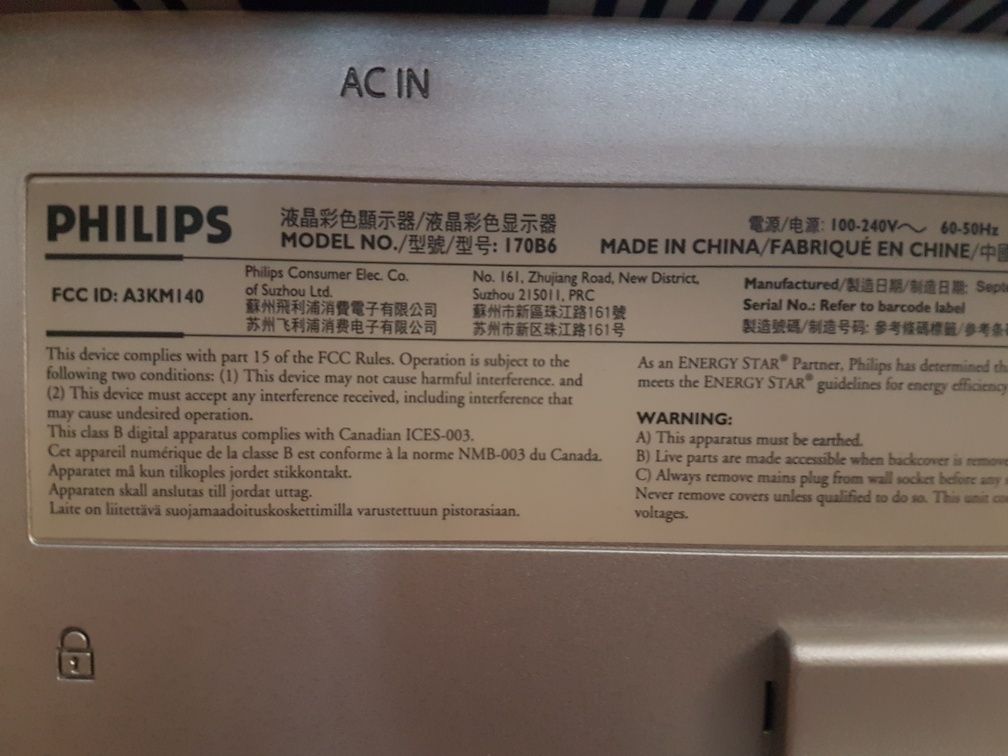 AC IN
PHILIPS
液晶彩色顯示器/液晶彩色显示器
MODEL NO./型號/型号: 170B6
電源/电源: 100-240V～ 60-50Hz
MADE IN CHINA/FABRIQUÉ EN CHINE/中國
FCC ID: A3KM140
Philips Consumer Elec. Co.
of Suzhou Ltd.
蘇州飛利浦消費電子有限公司
苏州飞利浦消费电子有限公司
No. 161, Zhujiang Road, New District,
Suzhou 215011, PRC
蘇州市新區珠江路161號
苏州市新区珠江路161号
Manufactured/製造日期/制造日期: Septe
Serial No.: Refer to barcode label
製造號碼/制造号码: 參考條碼標籤/参考条
This device complies with part 15 of the FCC Rules. Operation is subject to the
following two conditions: (1) This device may not cause harmful interference. and
(2) This device must accept any interference received, including interference that
may cause undesired operation.
This class B digital apparatus complies with Canadian ICES-003.
Cet appareil numérique de la classe B est conforme à la norme NMB-003 du Canada.
Apparatet må kun tilkoples jordet stikkontakt.
Apparaten skall anslutas till jordat uttag.
Laite on liitettävä suojamaadoituskoskettimilla varustettuun pistorasiaan.
As an ENERGY STAR® Partner, Philips has determined th
meets the ENERGY STAR® guidelines for energy efficiency
WARNING:
A) This apparatus must be earthed.
B) Live parts are made accessible when backcover is remove
C) Always remove mains plug from wall socket before any
Never remove covers unless qualified to do so. This unit co
voltages.
1